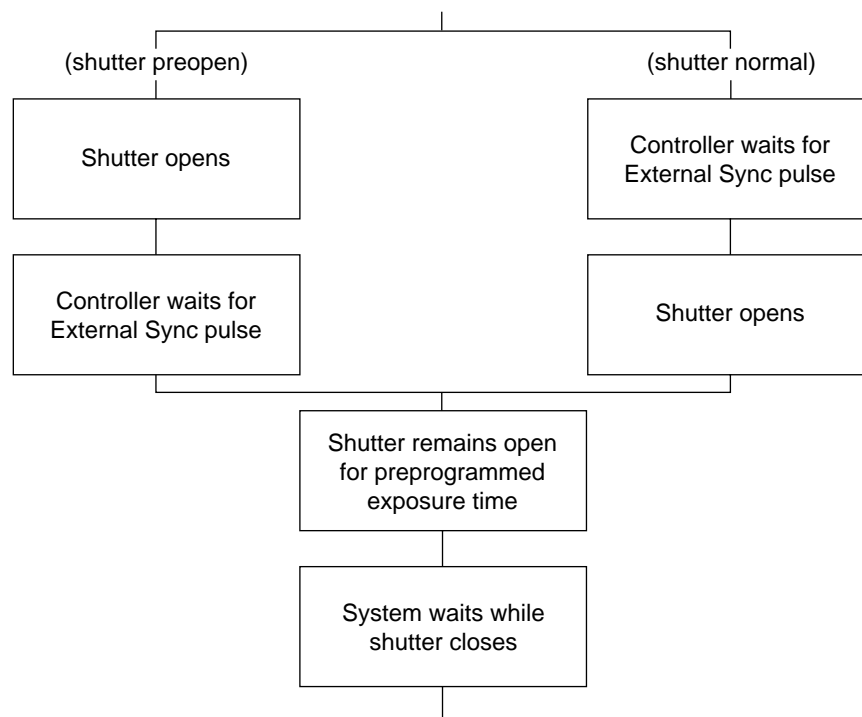 (shutter preopen)
(shutter normal)
Shutter opens
Controller waits for
External Sync pulse
Controller waits for
External Sync pulse
Shutter opens
Shutter remains open
for preprogrammed
exposure time
System waits while
shutter closes